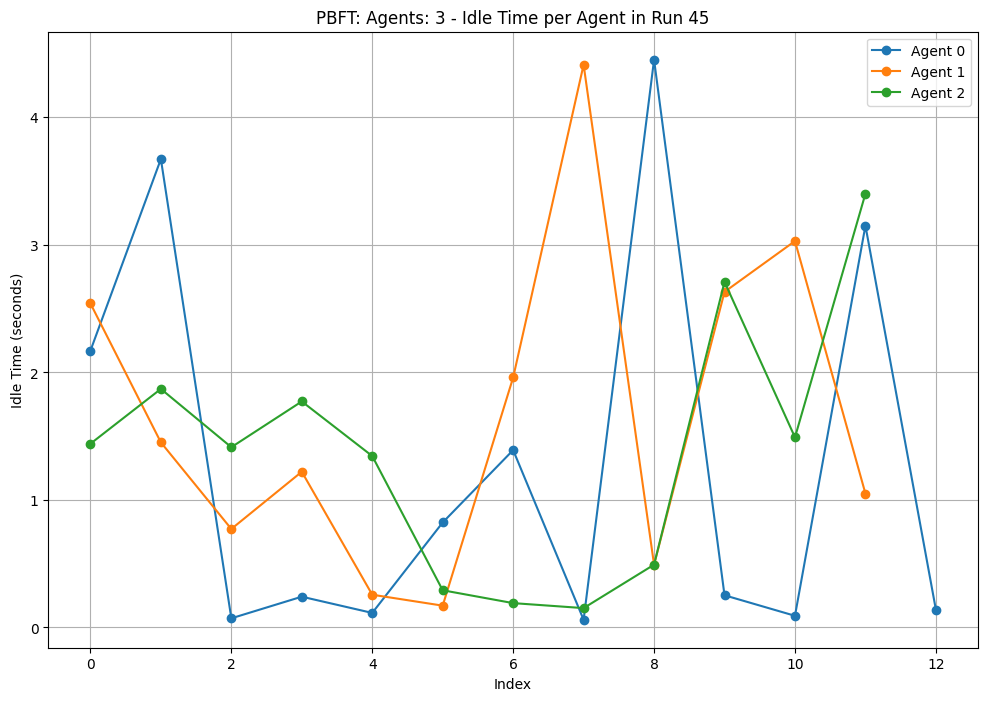 PBFT: Agents: 3 - Idle Time per Agent in Run 45
Agent 0
Agent 1
Agent 2
Idle Time (seconds)
4
3
2
1
0
0 2 4 6 8 10 12
Index